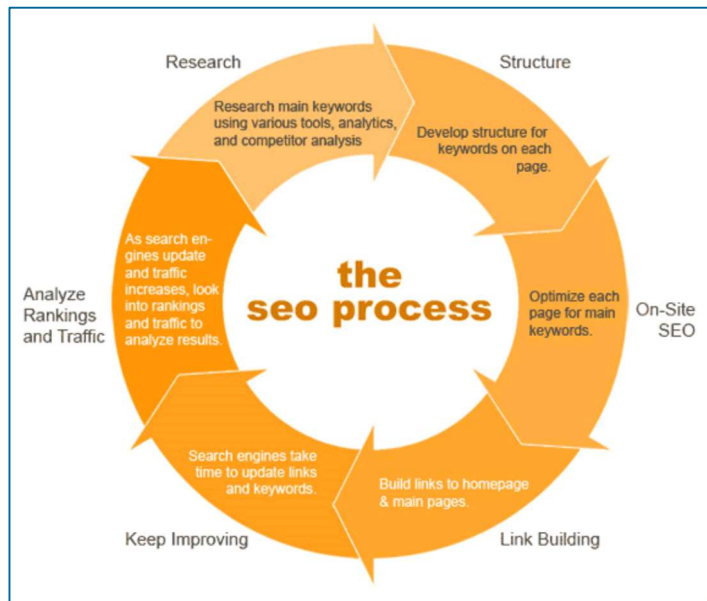 Research
Research main keywords
using various tools, analytics,
and competitor analysis
Structure
Develop structure for
keywords on each
page.
On-Site
SEO
Optimize each
page for main
keywords.
Link Building
Build links to homepage
& main pages.
Keep Improving
Search engines take
time to update links
and keywords.
Analyze
Rankings
and Traffic
As search en-
gines update
and traffic
increases, look
into rankings
and traffic to
analyze results.
the
seo process